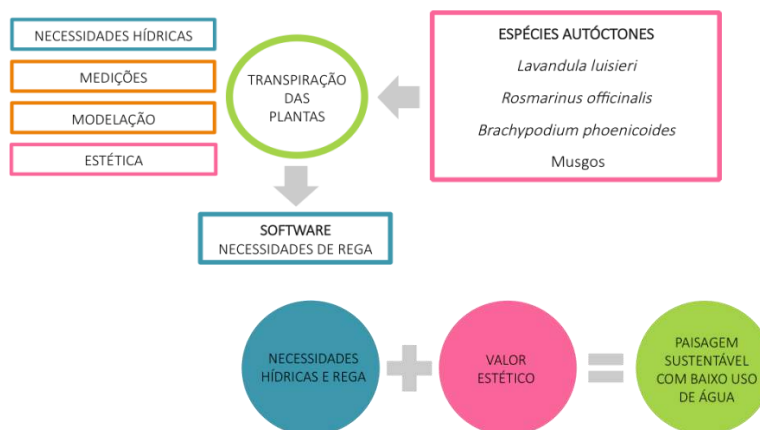 NECESSIDADES HÍDRICAS
MEDIÇÕES
MODELAÇÃO
ESTÉTICA
TRANSPIRAÇÃO
DAS
PLANTAS
ESPÉCIES AUTÓCTONES
Lavandula luisieri
Rosmarinus officinalis
Brachypodium phoenicoides
Musgos
SOFTWARE
NECESSIDADES DE REGA
NECESSIDADES
HÍDRICAS E REGA
VALOR
ESTÉTICO
PAISAGEM
SUSTENTÁVEL
COM BAIXO USO
DE ÁGUA